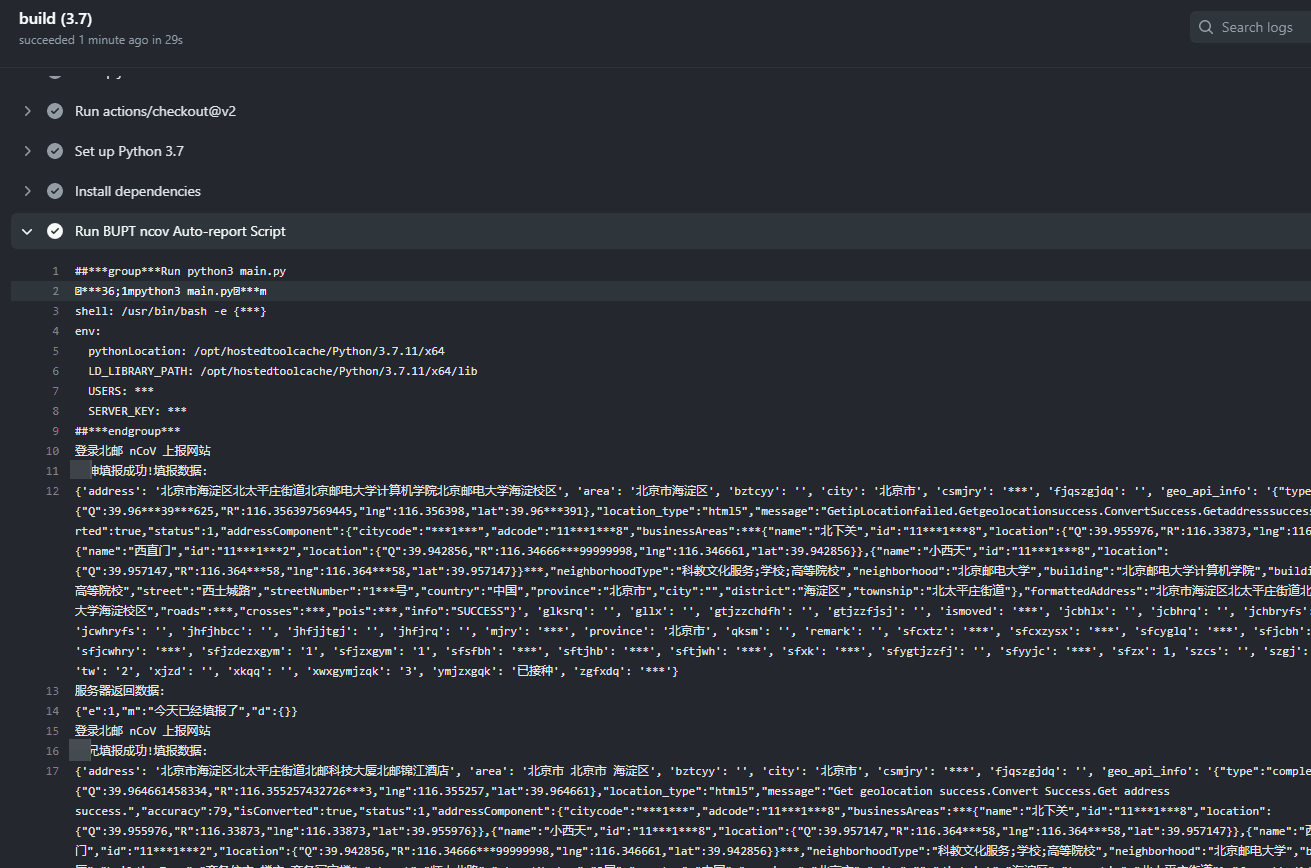 build (3.7)
succeeded 1 minute ago in 29s
Search logs
Run actions/checkout@v2
Set up Python 3.7
Install dependencies
Run BUPT ncov Auto-report Script
1 ##***group***Run python3 main.py
2 ***36;1mpython3 main.py***m
3 shell: /usr/bin/bash -e {***}
4 env:
5 pythonLocation: /opt/hostedtoolcache/Python/3.7.11/x64
6 LD_LIBRARY_PATH: /opt/hostedtoolcache/Python/3.7.11/x64/lib
7 USERS: ***
8 SERVER_KEY: ***
9 ##***endgroup***
10 登录北邮 nCoV 上报网站
11 填报成功!填报数据:
12 {'address': '北京市海淀区北太平庄街道北京邮电大学计算机学院北京邮电大学海淀校区', 'area': '北京市海淀区', 'bztcyy': '', 'city': '北京市', 'csmjry': '***', 'fjqszgjdq': '', 'geo_api_info': '{"type
{"Q":39.96***39***625,"R":116.356397569445,"lng":116.356398,"lat":39.96***391},"location_type":"html5","message":"GetipLocationfailed.Getgeolocationsuccess.ConvertSuccess.Getaddresssuccess
rted":true,"status":1,"addressComponent":{"citycode":"***1***","adcode":"11***1***8","businessAreas":***{"name":"北下关","id":"11***1***8","location":{"Q":39.955976,"R":116.33873,"lng":116
{"name":"西直门","id":"11***1***2","location":{"Q":39.942856,"R":116.34666***99999998,"lng":116.346661,"lat":39.942856}},{"name":"小西天","id":"11***1***8","location":
{"Q":39.957147,"R":116.364***58,"lng":116.364***58,"lat":39.957147}}***,"neighborhoodType":"科教文化服务;学校;高等院校","neighborhood":"北京邮电大学","building":"北京邮电大学计算机学院","buildi
高等院校","street":"西土城路","streetNumber":"1***号","country":"中国","province":"北京市","city":"","district":"海淀区","township":"北太平庄街道"},"formattedAddress":"北京市海淀区北太平庄街道北
大学海淀校区","roads":***,"crosses":***,"pois":***,"info":"SUCCESS"}', 'glksrq': '', 'gllx': '', 'gtjzzchdfh': '', 'gtjzzfjsj': '', 'ismoved': '***', 'jcbhlx': '', 'jcbhrq': '', 'jchbryfs'
'jcwhryfs': '', 'jhfjhbcc': '', 'jhfjjtgj': '', 'jhfjrq': '', 'mjry': '***', 'province': '北京市', 'qksm': '', 'remark': '', 'sfcxtz': '***', 'sfcxzysx': '***', 'sfcyglq': '***', 'sfjcbh':
'sfjcwhry': '***', 'sfjzdezxgym': '1', 'sfjzxgym': '1', 'sfsfbh': '***', 'sftjhb': '***', 'sftjwh': '***', 'sfxk': '***', 'sfygtjzzfj': '', 'sfyyjc': '***', 'sfzx': 1, 'szcs': '', 'szgj':
'tw': '2', 'xjzd': '', 'xkqq': '', 'xwxgymjzqk': '3', 'ymjzxgqk': '已接种', 'zgfxdq': '***'}
13 服务器返回数据:
14 {"e":1,"m":"今天已经填报了","d":{}}
15 登录北邮 nCoV 上报网站
16 填报成功!填报数据:
17 {'address': '北京市海淀区北太平庄街道北邮科技大厦北邮锦江酒店', 'area': '北京市 北京市 海淀区', 'bztcyy': '', 'city': '北京市', 'csmjry': '***', 'fjqszgjdq': '', 'geo_api_info': '{"type":"comple
{"Q":39.964661458334,"R":116.355257432726***3,"lng":116.355257,"lat":39.964661},"location_type":"html5","message":"Get geolocation success.Convert Success.Get address
success.","accuracy":79,"isConverted":true,"status":1,"addressComponent":{"citycode":"***1***","adcode":"11***1***8","businessAreas":***{"name":"北下关","id":"11***1***8","location":
{"Q":39.955976,"R":116.33873,"lng":116.33873,"lat":39.955976}},{"name":"小西天","id":"11***1***8","location":{"Q":39.957147,"R":116.364***58,"lng":116.364***58,"lat":39.957147}},{"name":"西
门","id":"11***1***2","location":{"Q":39.942856,"R":116.34666***99999998,"lng":116.346661,"lat":39.942856}}***,"neighborhoodType":"科教文化服务;学校;高等院校","neighborhood":"北京邮电大学","b